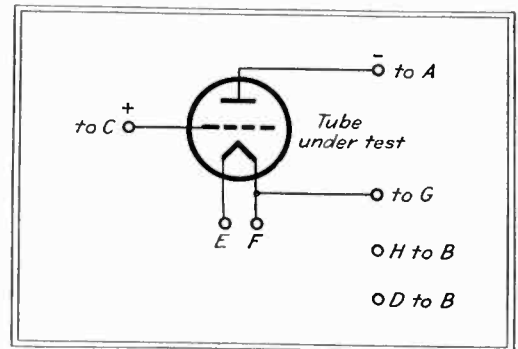 − to A
+
to C
Tube
under test
to G
E F
H to B
D to B